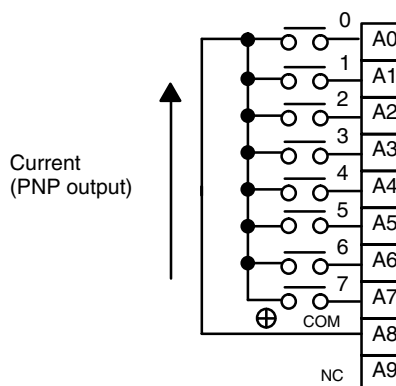 0
A0
1
A1
2
A2
3
A3
4
A4
5
A5
6
A6
7
A7
COM
A8
NC
A9
Current
(PNP output)